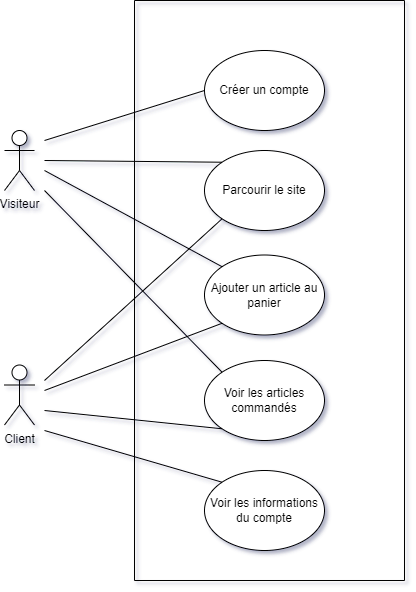 Créer un compte
Parcourir le site
Visiteur
Ajouter un article au
panier
Voir les articles
commandés
Client
Voir les informations
du compte